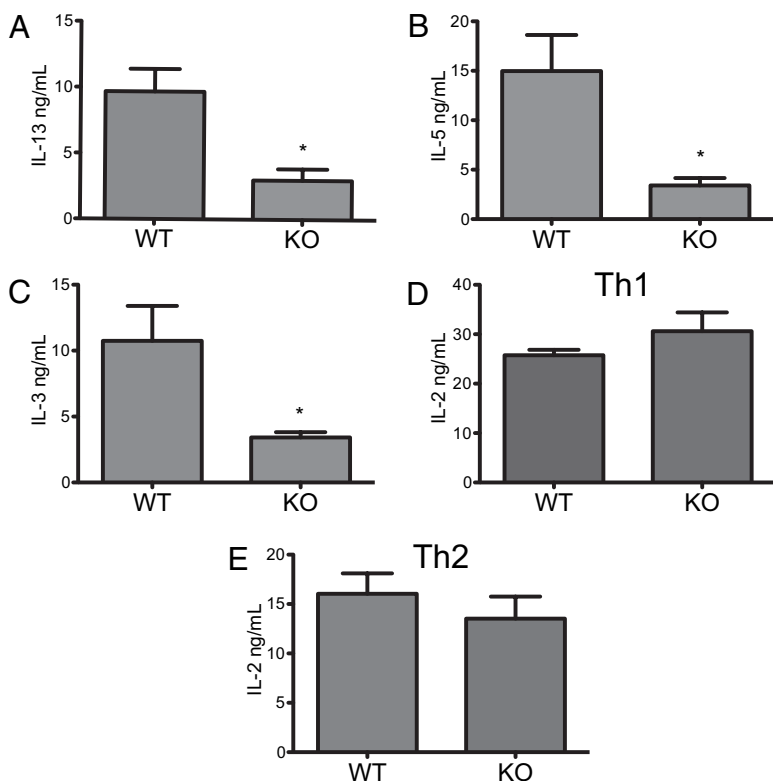 A
IL-13 ng/mL
15
10
5
0
*
WT KO
B
IL-5 ng/mL
20
15
10
5
0
*
WT KO
C
IL-3 ng/mL
15
10
5
0
*
WT KO
D
Th1
IL-2 ng/mL
40
30
20
10
0
WT KO
E
Th2
IL-2 ng/mL
20
15
10
5
0
WT KO